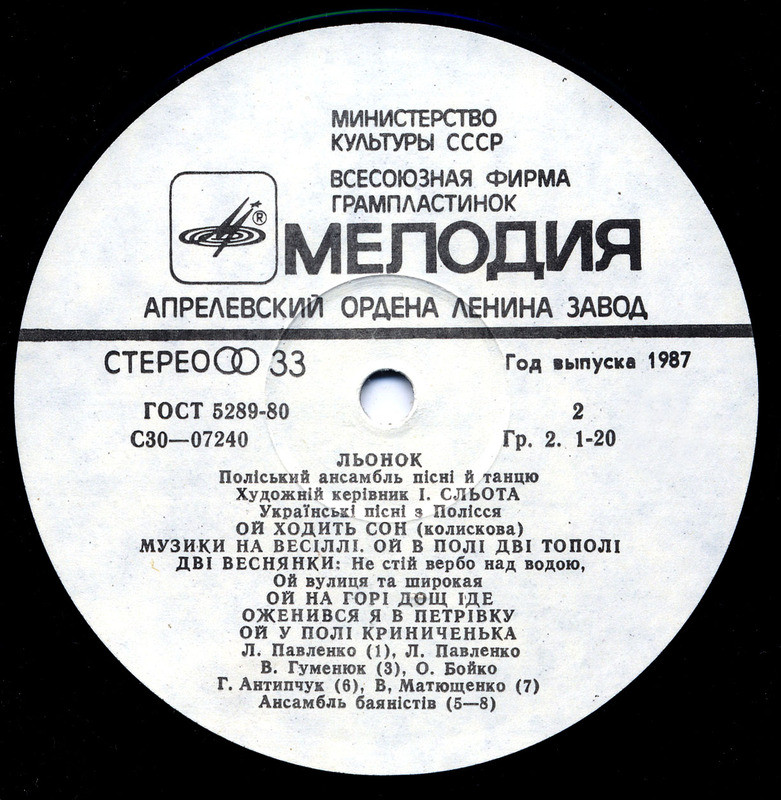 МИНИСТЕРСТВО
КУЛЬТУРЫ СССР
ВСЕСОЮЗНАЯ ФИРМА
ГРАМПЛАСТИНОК
®
МЕЛОДИЯ
АПРЕЛЕВСКИЙ ОРДЕНА ЛЕНИНА ЗАВОД
СТЕРЕО 33
Год выпуска 1987
ГОСТ 5289-80
2
С30—07240
Гр. 2. 1-20
ЛЬОНОК
Поліський ансамбль пісні й танцю
Художній керівник І. СЛЬОТА
Українські пісні з Полісся
ОЙ ХОДИТЬ СОН (колискова)
МУЗИКИ НА ВЕСІЛЛІ. ОЙ В ПОЛІ ДВІ ТОПОЛІ
ДВІ ВЕСНЯНКИ: Не стій вербо над водою,
Ой вулиця та широкая
ОЙ НА ГОРІ ДОЩ ІДЕ
ОЖЕНИВСЯ Я В ПЕТРІВКУ
ОЙ У ПОЛІ КРИНИЧЕНЬКА
Л. Павленко (1), Л. Павленко
В. Гуменюк (3), О. Бойко
Г. Антипчук (6), В, Матющенко (7)
Ансамбль баяністів (5—8)